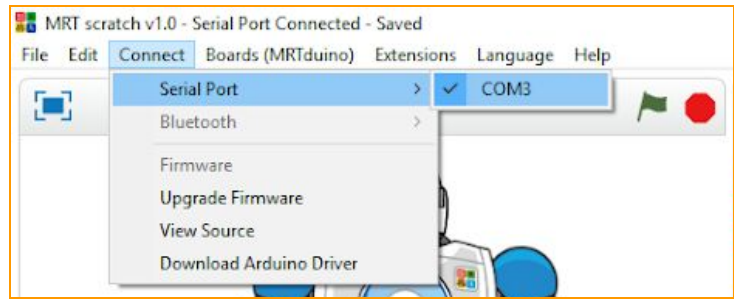 MRT scratch v1.0 - Serial Port Connected - Saved
File Edit Connect Boards (MRTduino) Extensions Language Help
Serial Port > COM3
Bluetooth >
Firmware
Upgrade Firmware
View Source
Download Arduino Driver